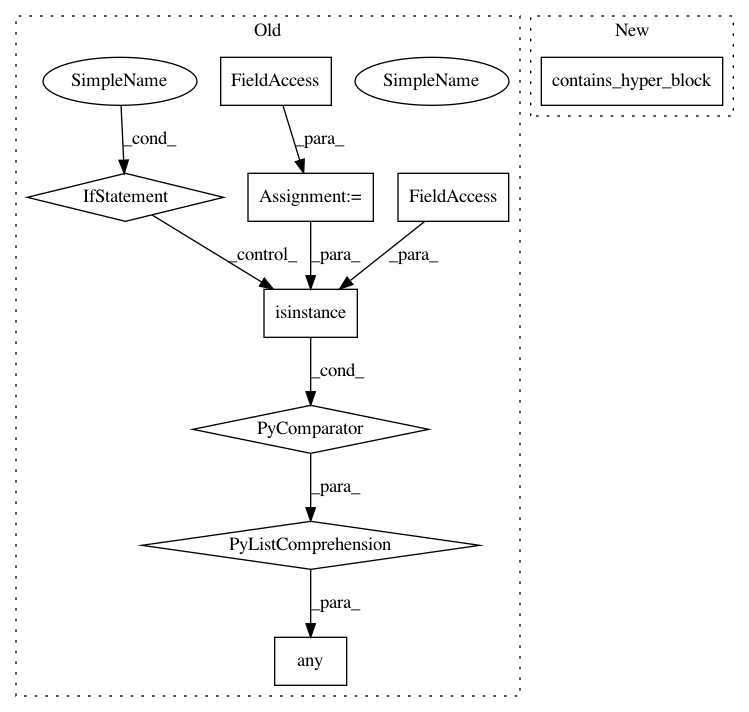 Old
New
SimpleName
FieldAccess
SimpleName
contains_hyper_block
_cond_
_para_
IfStatement
Assignment:=
FieldAccess
_control_
_para_
_para_
isinstance
_cond_
PyComparator
_para_
PyListComprehension
_para_
any